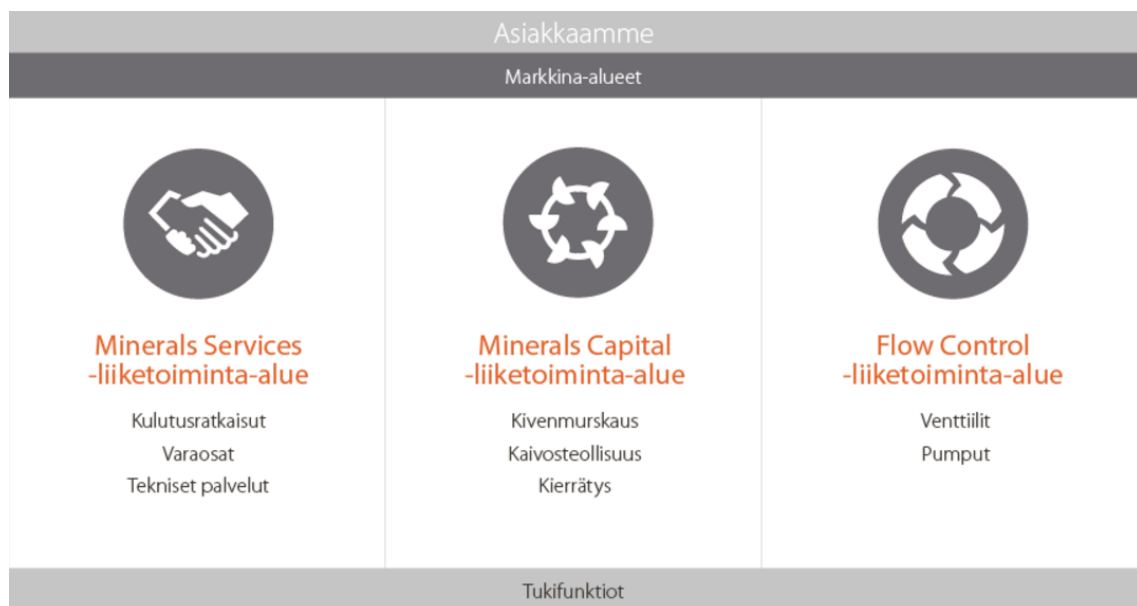 Asiakkaamme
Markkina-alueet
Minerals Services
-liiketoiminta-alue
Kulutusratkaisut
Varaosat
Tekniset palvelut
Minerals Capital
-liiketoiminta-alue
Kivenmurskaus
Kaivosteollisuus
Kierrätys
Flow Control
-liiketoiminta-alue
Venttiilit
Pumput
Tukifunktiot